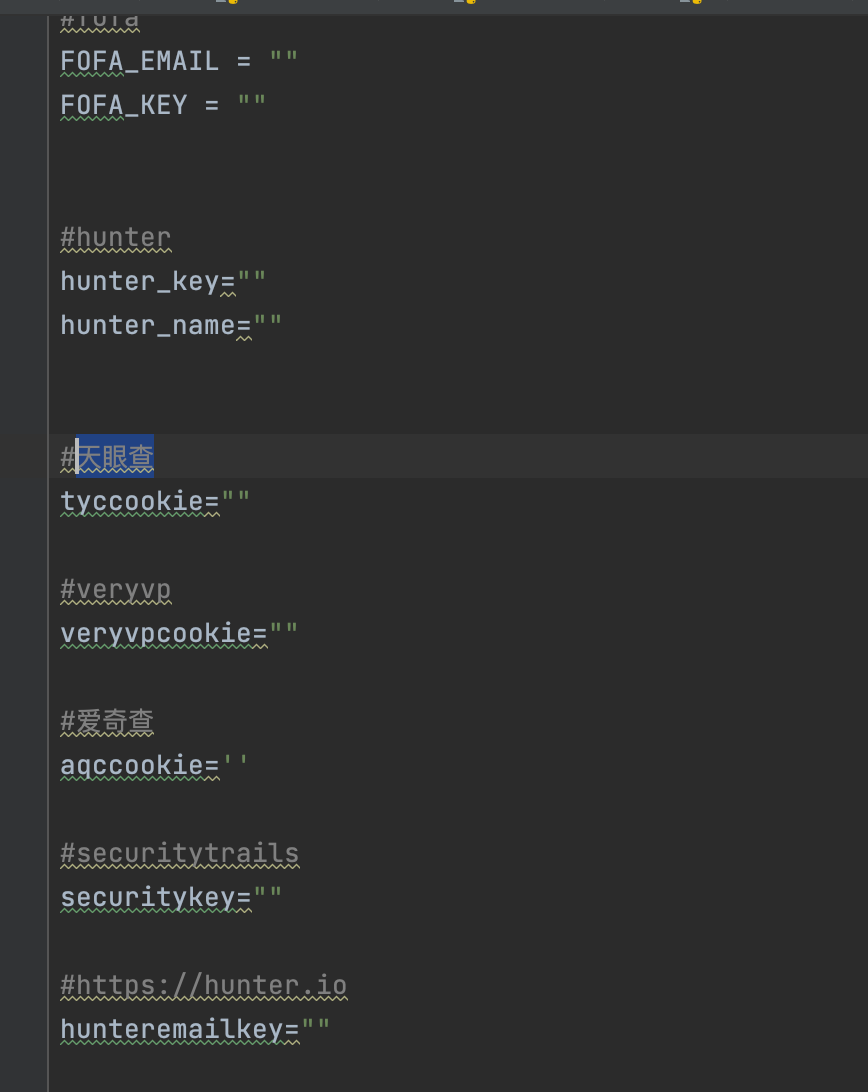 #fofa
FOFA_EMAIL = ""
FOFA_KEY = ""
#hunter
hunter_key=""
hunter_name=""
#天眼查
tyccookie=""
#veryvp
veryvpcookie=""
#爱奇查
aqccookie=''
#securitytrails
securitykey=""
#https://hunter.io
hunteremailkey=""